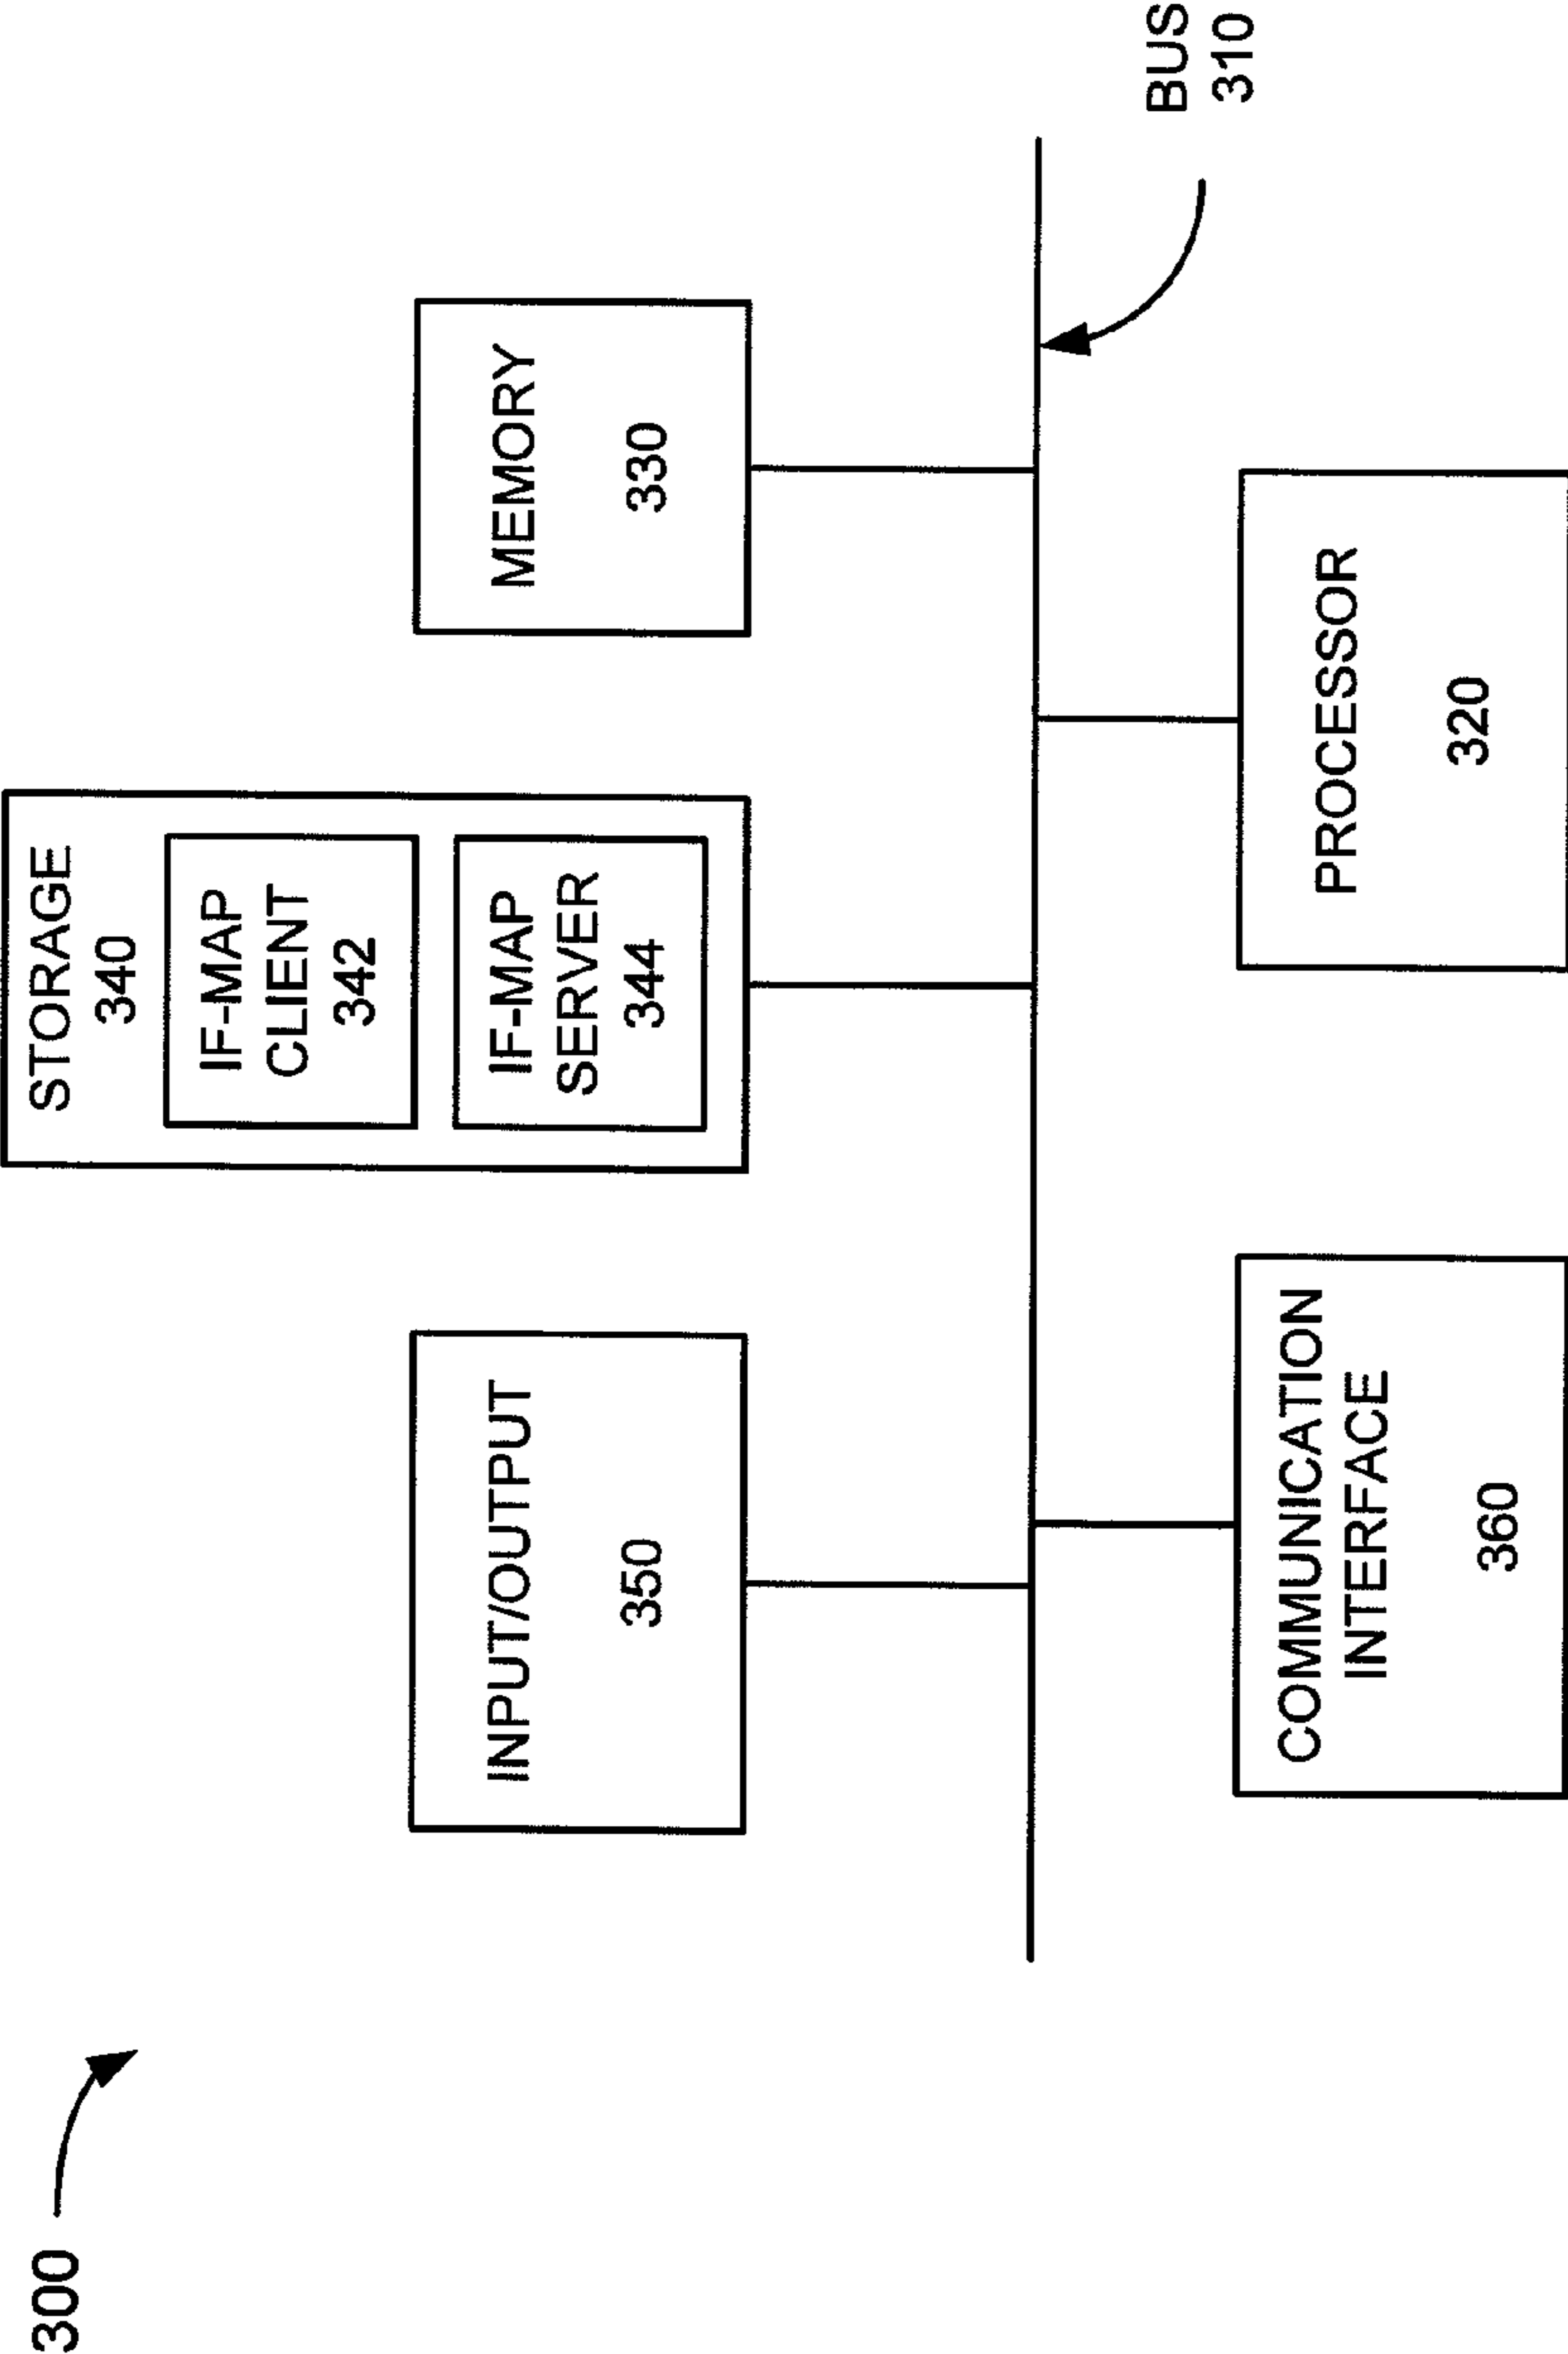 300
STORAGE
340
IF-MAP
CLIENT
342
IF-MAP
SERVER
344
INPUT/OUTPUT
350
MEMORY
330
BUS
310
COMMUNICATION
INTERFACE
360
PROCESSOR
320